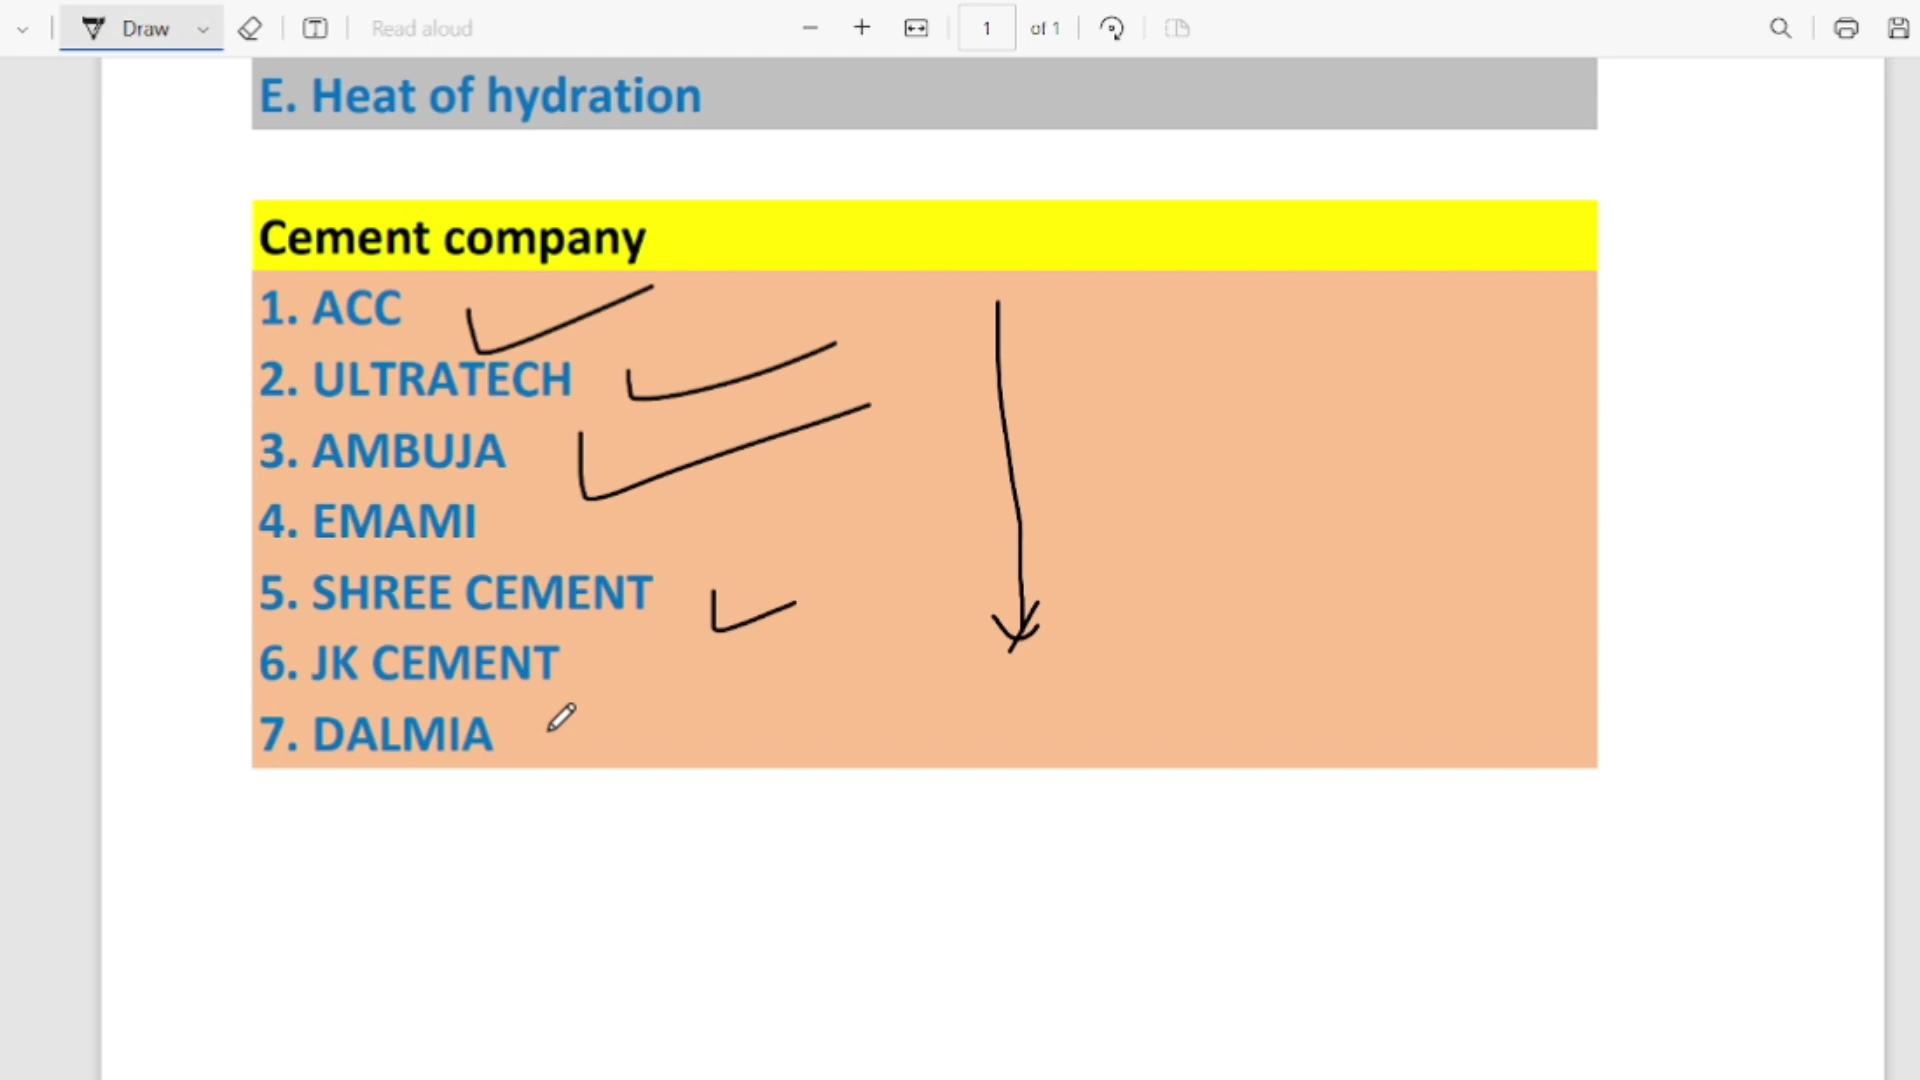 Draw
Read aloud
1 of 1
E. Heat of hydration
Cement company
1. ACC
2. ULTRATECH
3. AMBUJA
4. EMAMI
5. SHREE CEMENT
6. JK CEMENT
7. DALMIA